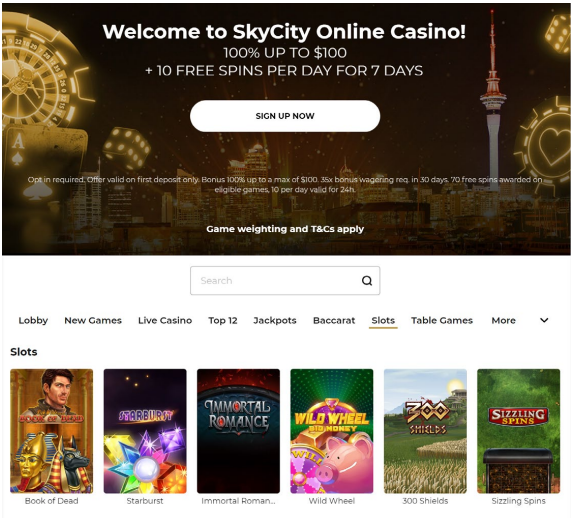 Welcome to SkyCity Online Casino!
100% UP TO $100
+ 10 FREE SPINS PER DAY FOR 7 DAYS
SIGN UP NOW
Opt in required. Offer valid on first deposit only. Bonus 100% up to a max of $100. 35x bonus wagering req. in 30 days. 70 free spins awarded on
eligible games, 10 per day valid for 24h.
Game weighting and T&Cs apply
Search
Lobby New Games Live Casino Top 12 Jackpots Baccarat Slots Table Games More
Slots
BOOK OF DEAD
STARBURST
IMMORTAL
ROMANCE
WILD WHEEL
BIG MONEY
WILD
300
SHIELDS
SIZZLING
SPINS
Book of Dead Starburst Immortal Roman... Wild Wheel 300 Shields Sizzling Spins